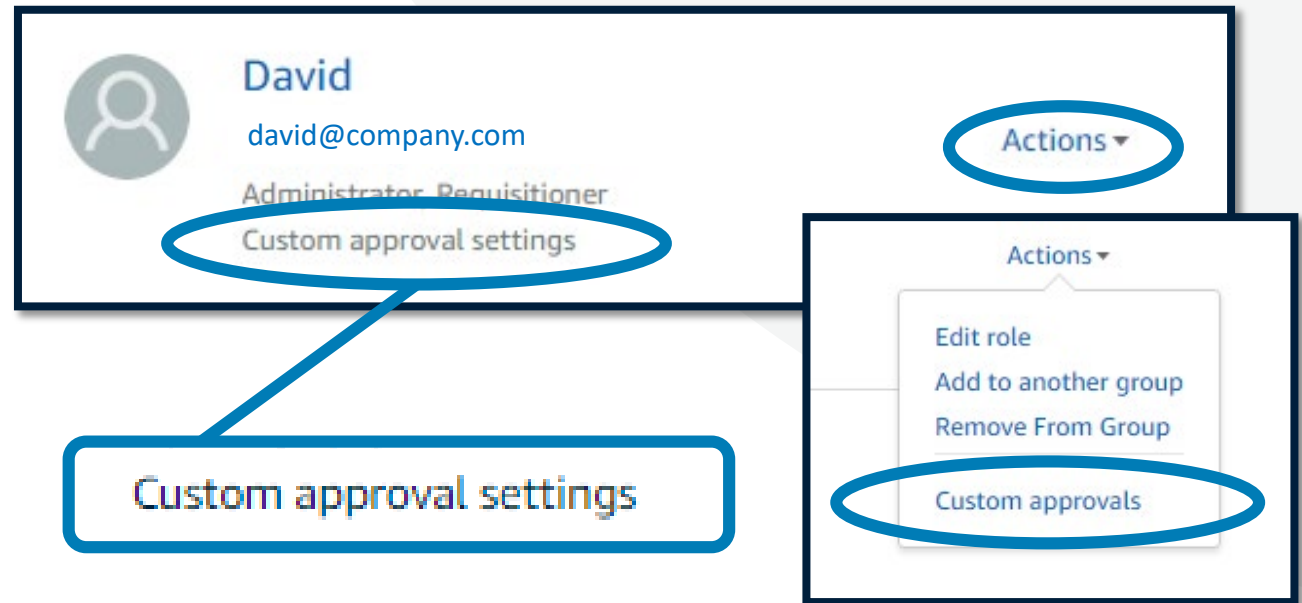 David
david@company.com
Actions
Administrator, Requisitioner
Custom approval settings
Actions
Edit role
Add to another group
Remove From Group
Custom approvals
Custom approval settings